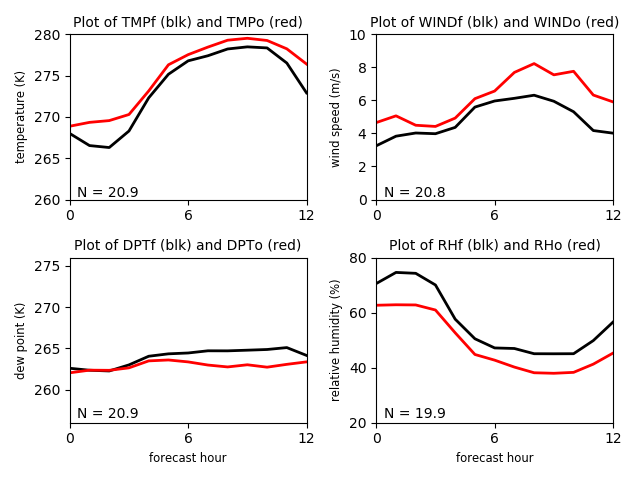 Plot of TMPf (blk) and TMPo (red)
280
275
270
265
260
temperature (K)
N = 20.9
0
6
12
Plot of WINDf (blk) and WINDo (red)
10
8
6
4
2
0
wind speed (m/s)
N = 20.8
0
6
12
Plot of DPTf (blk) and DPTo (red)
275
270
265
260
dew point (K)
N = 20.9
0
6
12
forecast hour
Plot of RHf (blk) and RHo (red)
80
60
40
20
relative humidity (%)
N = 19.9
0
6
12
forecast hour